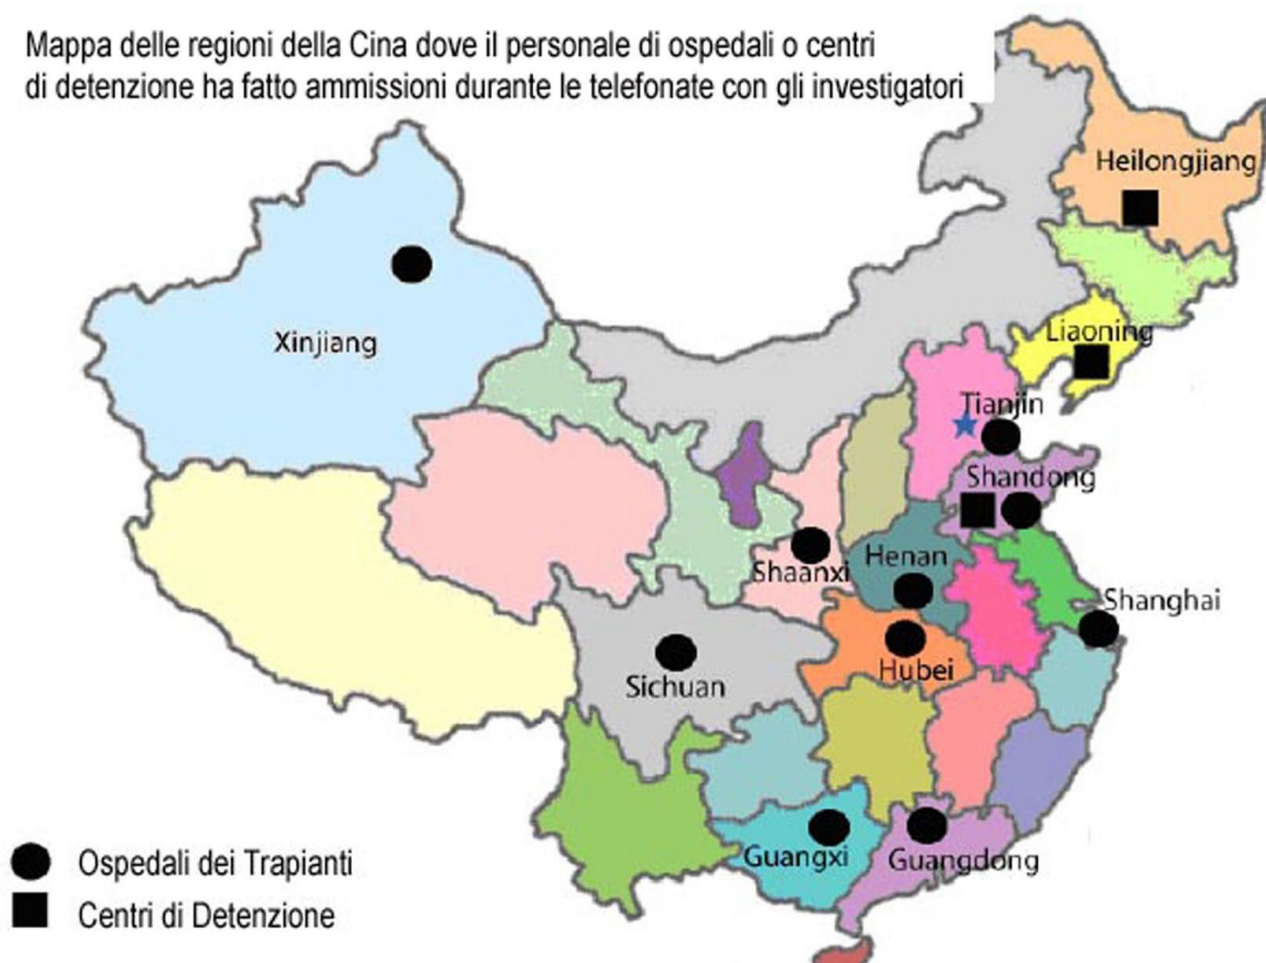 Mappa delle regioni della Cina dove il personale di ospedali o centri
di detenzione ha fatto ammissioni durante le telefonate con gli investigatori
Heilongjiang
Liaoning
Xinjiang
Tianjin
Shandong
Henan
Shaanxi
Shanghai
Hubei
Sichuan
Guangxi
Guangdong
Ospedali dei Trapianti
Centri di Detenzione